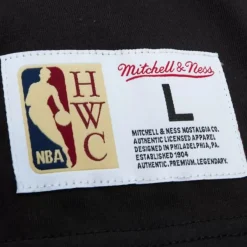 Mitchell & Ness
H
W
C
NBA
L
MITCHELL & NESS NOSTALGIA CO.
AUTHENTIC LICENSED APPAREL
DESIGNED IN PHILADELPHIA, PA
ESTABLISHED 1904
AUTHENTIC. PREMIUM. LEGENDARY.